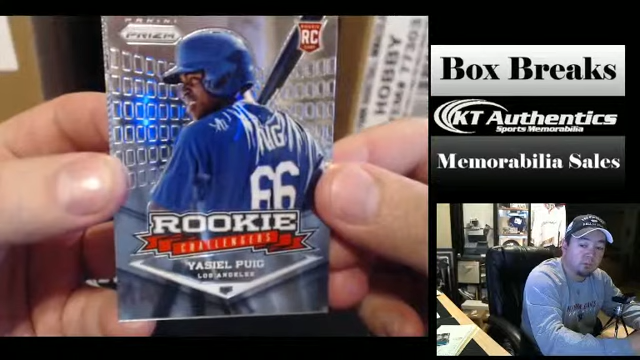 PANINI
PRIZM
ROOKIE
RC
HOBBY
66
ROOKIE
CHALLENGERS
YASIEL PUIG
LOS ANGELES
Box Breaks
KT Authentics
Sports Memorabilia
Memorabilia Sales